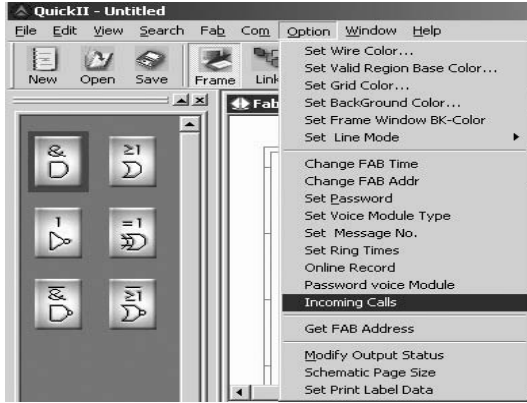 QuickII - Untitled
File Edit View Search Fab Com Option Window Help
New Open Save Frame Link
Fab
& ≥1
1 =1
& ≥1
Set Wire Color...
Set Valid Region Base Color...
Set Grid Color...
Set BackGround Color...
Set Frame Window BK-Color
Set Line Mode
Change FAB Time
Change FAB Addr
Set Password
Set Voice Module Type
Set Message No.
Set Ring Times
Online Record
Password voice Module
Incoming Calls
Get FAB Address
Modify Output Status
Schematic Page Size
Set Print Label Data